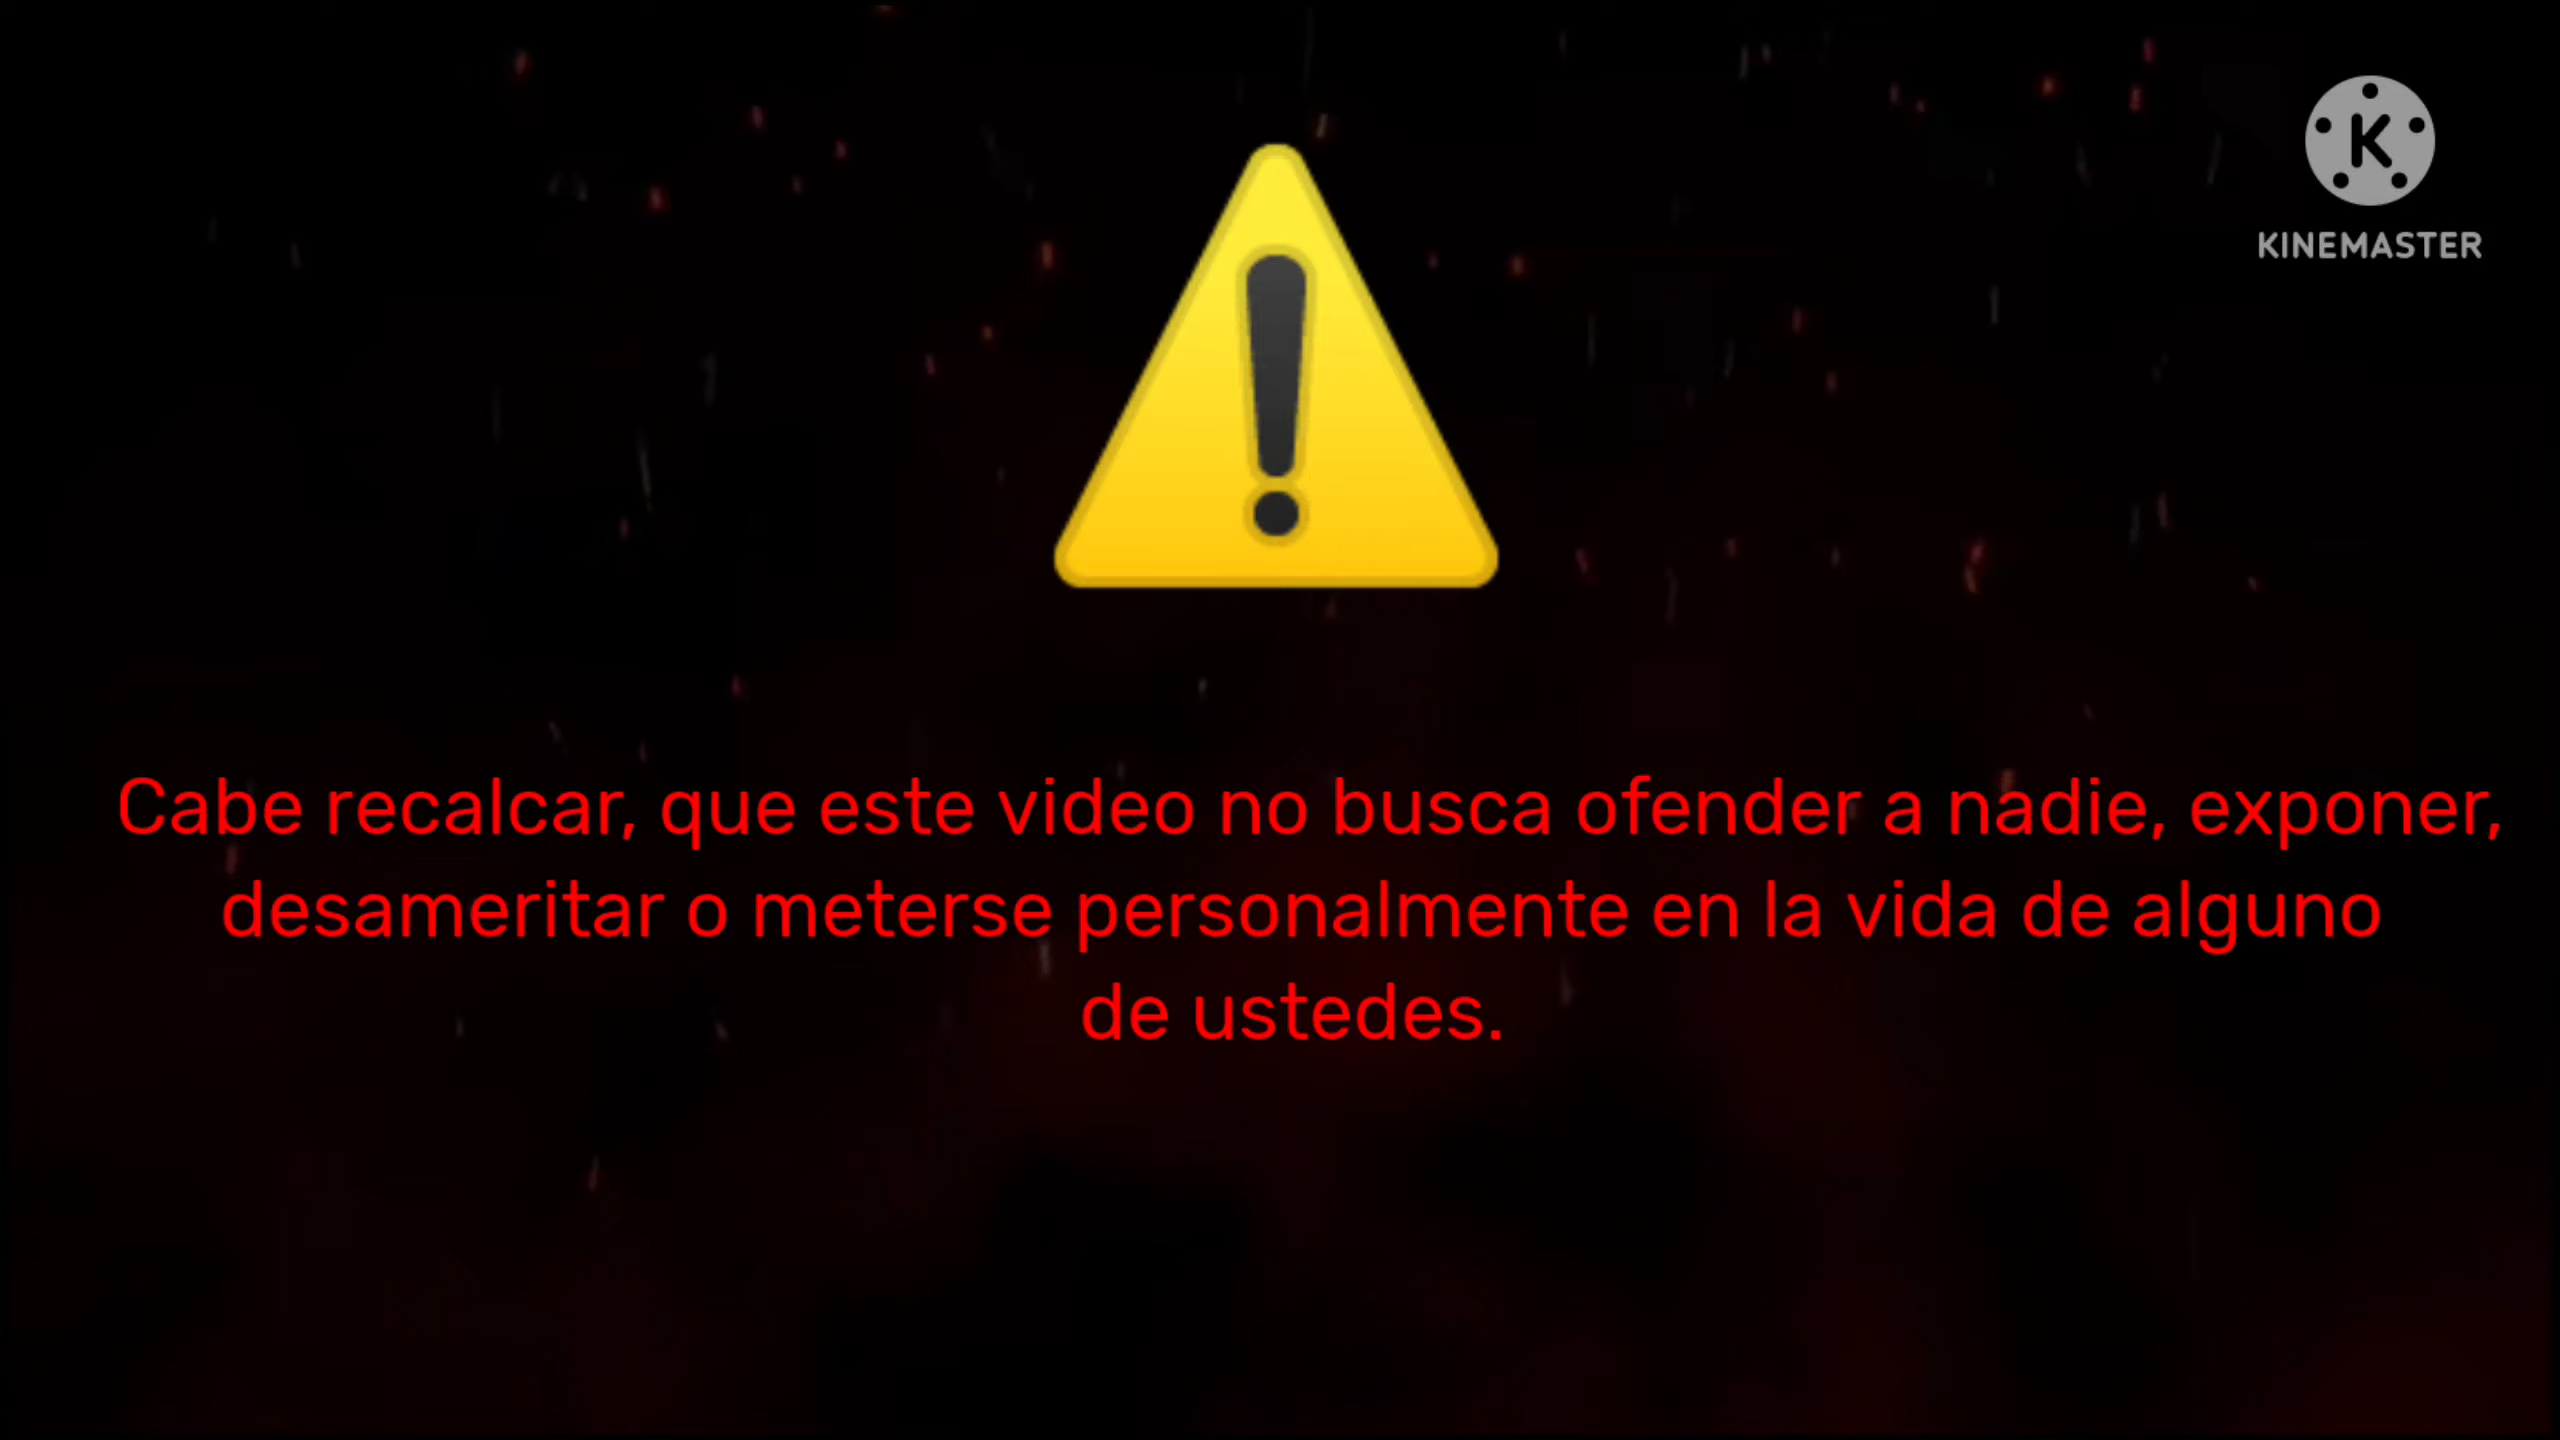 K
KINEMASTER
Cabe recalcar, que este video no busca ofender a nadie, exponer,
desameritar o meterse personalmente en la vida de alguno
de ustedes.